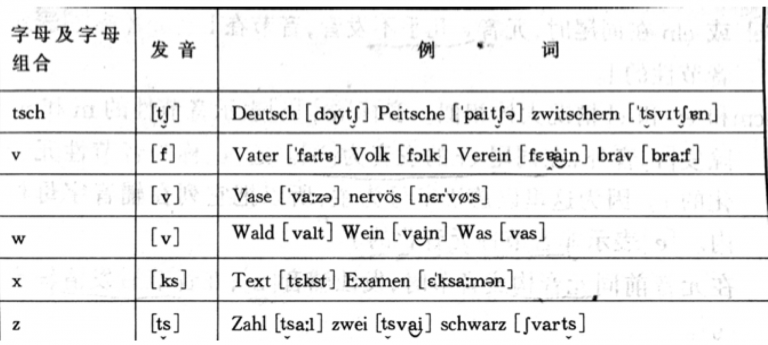 字母及字母组合 发音 例 词
tsch [tʃ] Deutsch [dɔytʃ] Peitsche [ˈpaitʃə] zwitschern [ˈtsvɪtʃɐn]
v [f] Vater [ˈfaːtɐ] Volk [fɔlk] Verein [fɛɐ̯ai̯n] brav [braːf]
[v] Vase [ˈvaːzə] nervös [nɛrˈvøːs]
w [v] Wald [valt] Wein [vai̯n] Was [vas]
x [ks] Text [tɛkst] Examen [ɛˈksaːmən]
z [ts] Zahl [tsaːl] zwei [tsvai̯] schwarz [ʃvarts]